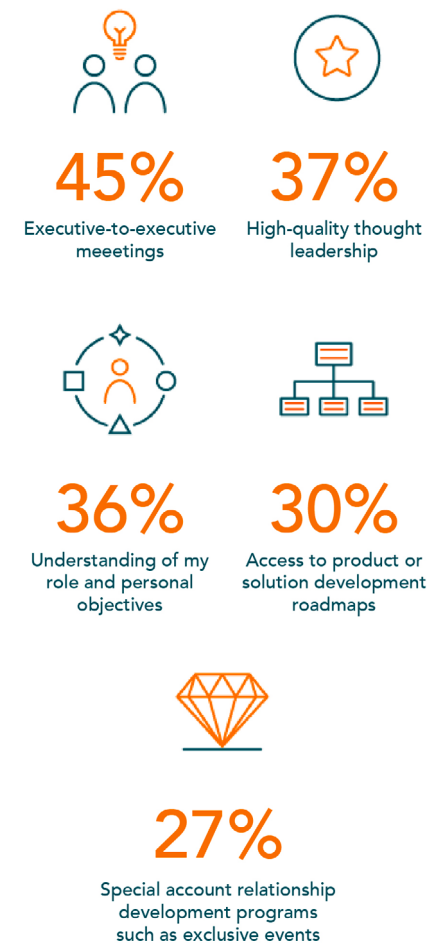 45%
Executive-to-executive
meeetings
37%
High-quality thought
leadership
36%
Understanding of my
role and personal
objectives
30%
Access to product or
solution development
roadmaps
27%
Special account relationship
development programs
such as exclusive events